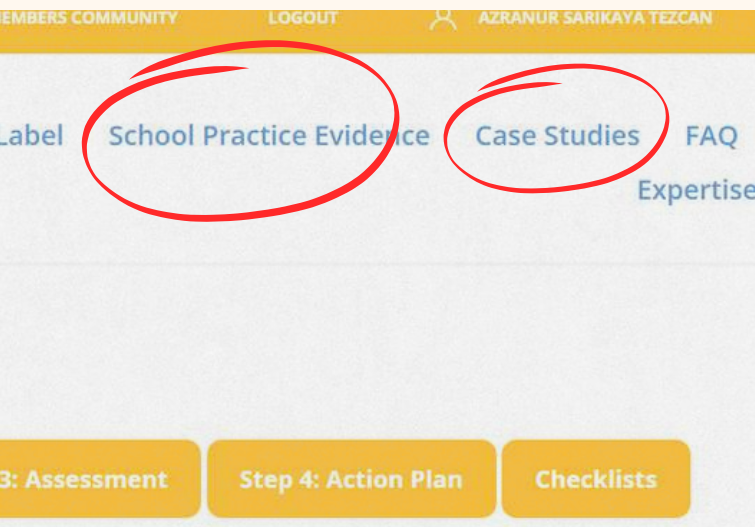 MEMBERS COMMUNITY LOGOUT AZRANUR SARIKAYA TEZCAN
Label School Practice Evidence Case Studies FAQ
Expertise
3: Assessment Step 4: Action Plan Checklists